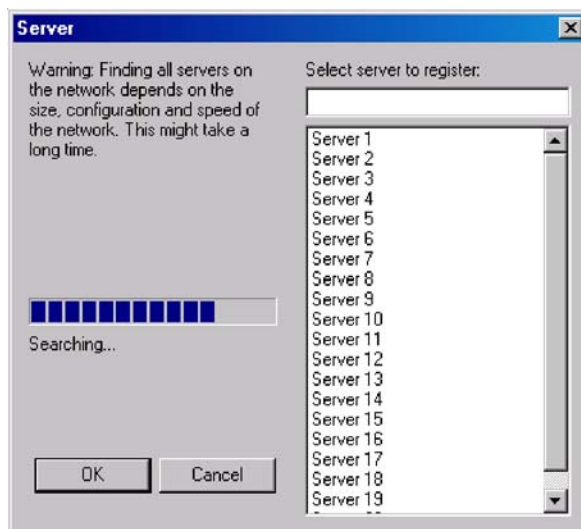 Server
Warning: Finding all servers on
the network depends on the
size, configuration and speed of
the network. This might take a
long time.
Searching...
OK
Cancel
Select server to register:
Server 1
Server 2
Server 3
Server 4
Server 5
Server 6
Server 7
Server 8
Server 9
Server 10
Server 11
Server 12
Server 13
Server 14
Server 15
Server 16
Server 17
Server 18
Server 19